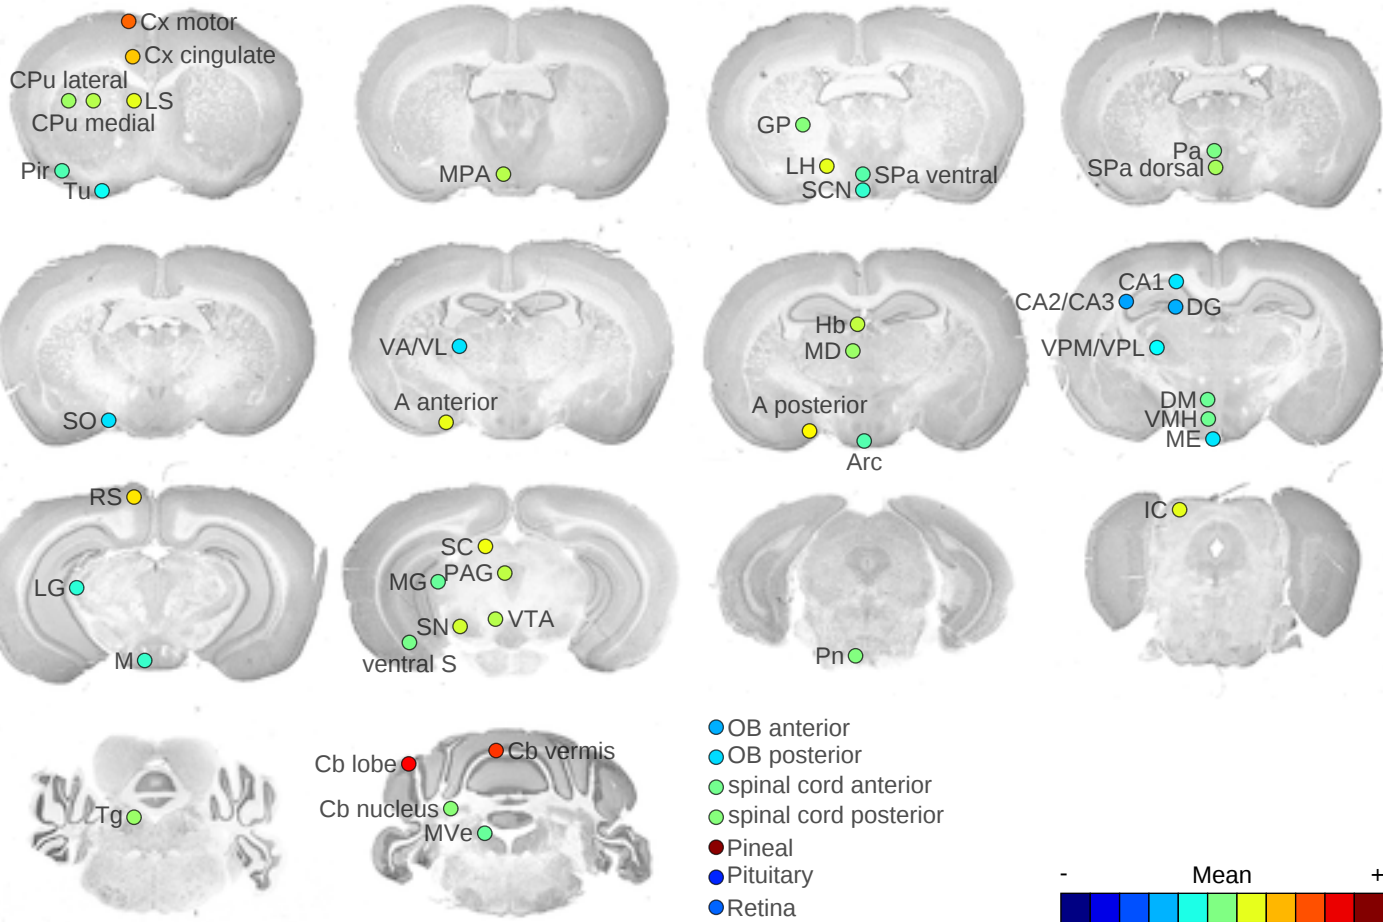 Cx motor
Cx cingulate
CPu lateral
LS
CPu medial
Pir
Tu
MPA
GP
LH
SPa ventral
SCN
Pa
SPa dorsal
SO
VA/VL
A anterior
Hb
MD
A posterior
Arc
CA1
CA2/CA3
DG
VPM/VPL
DM
VMH
ME
RS
LG
M
SC
PAG
MG
VTA
SN
ventral S
Pn
IC
Tg
Cb lobe
Cb vermis
Cb nucleus
MVe
OB anterior
OB posterior
spinal cord anterior
spinal cord posterior
Pineal
Pituitary
Retina
- Mean +